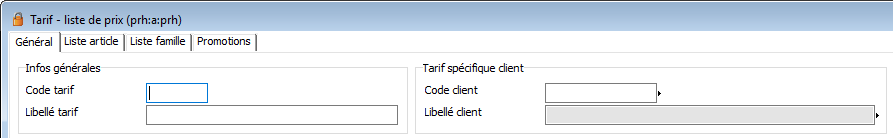 Tarif - liste de prix (prh:a:prh)
Général Liste article Liste famille Promotions
Infos générales
Code tarif
Libellé tarif
Tarif spécifique client
Code client
Libellé client